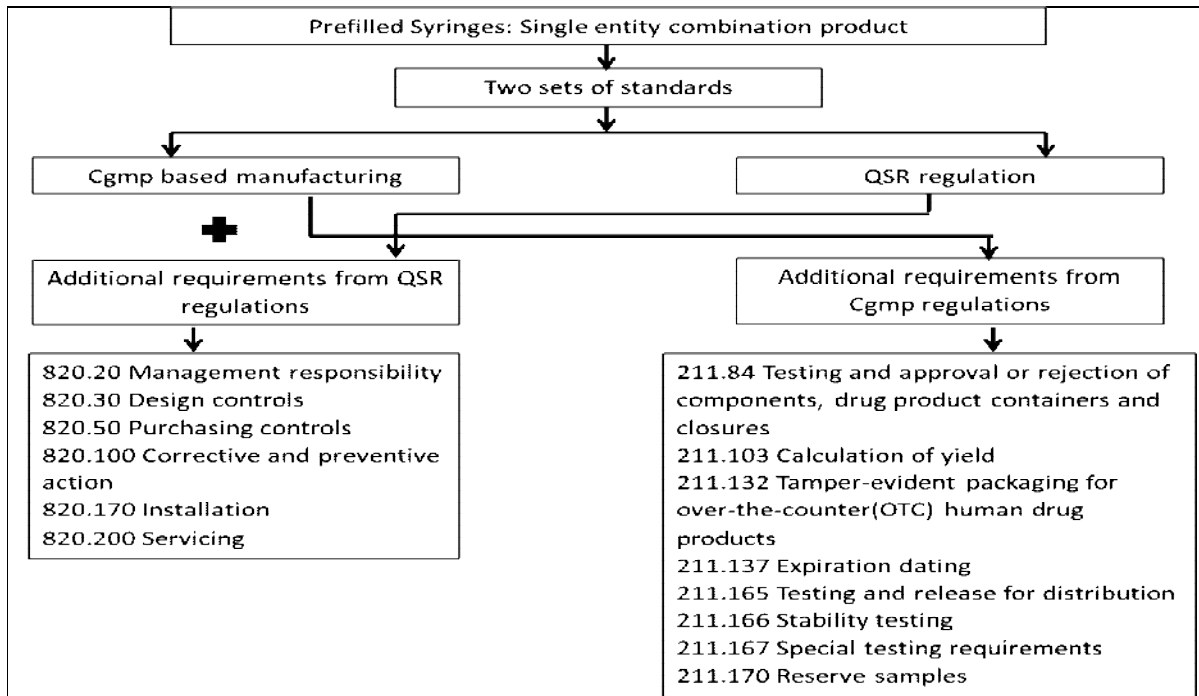 Prefilled Syringes: Single entity combination product
Two sets of standards
Cgmp based manufacturing
QSR regulation
Additional requirements from QSR
regulations
Additional requirements from
Cgmp regulations
820.20 Management responsibility
820.30 Design controls
820.50 Purchasing controls
820.100 Corrective and preventive
action
820.170 Installation
820.200 Servicing
211.84 Testing and approval or rejection of
components, drug product containers and
closures
211.103 Calculation of yield
211.132 Tamper-evident packaging for
over-the-counter(OTC) human drug
products
211.137 Expiration dating
211.165 Testing and release for distribution
211.166 Stability testing
211.167 Special testing requirements
211.170 Reserve samples